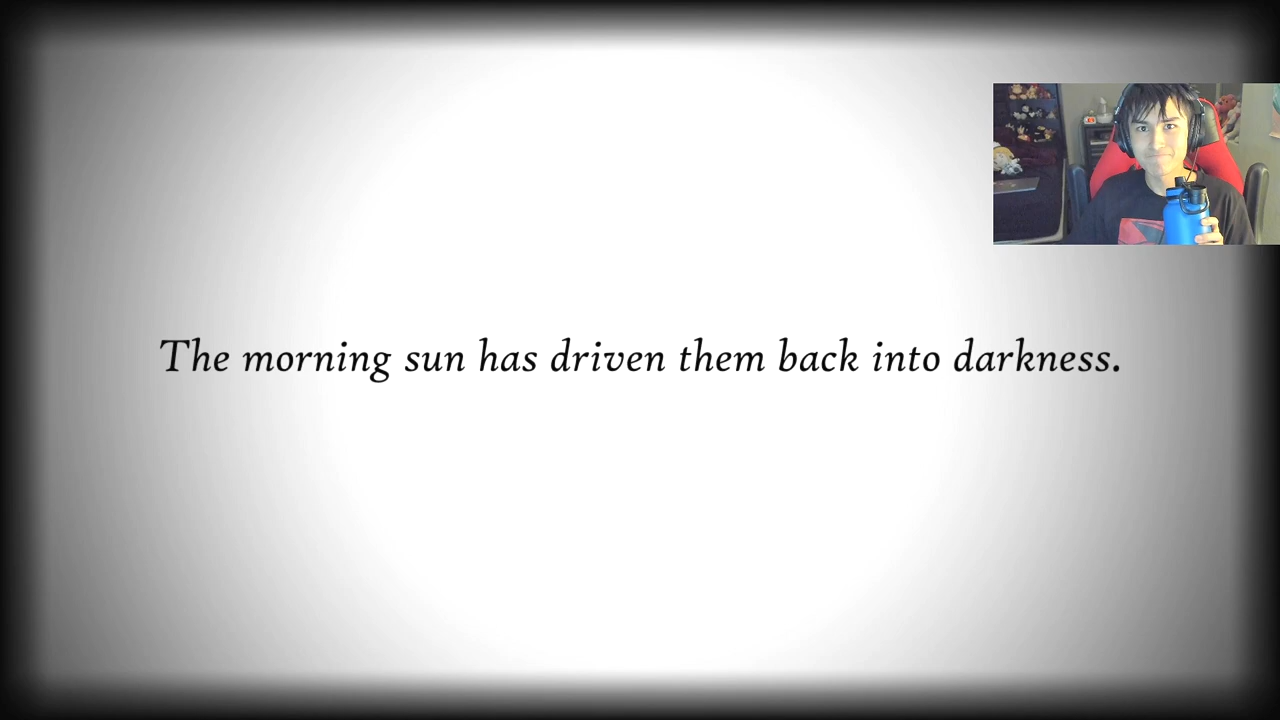 The morning sun has driven them back into darkness.